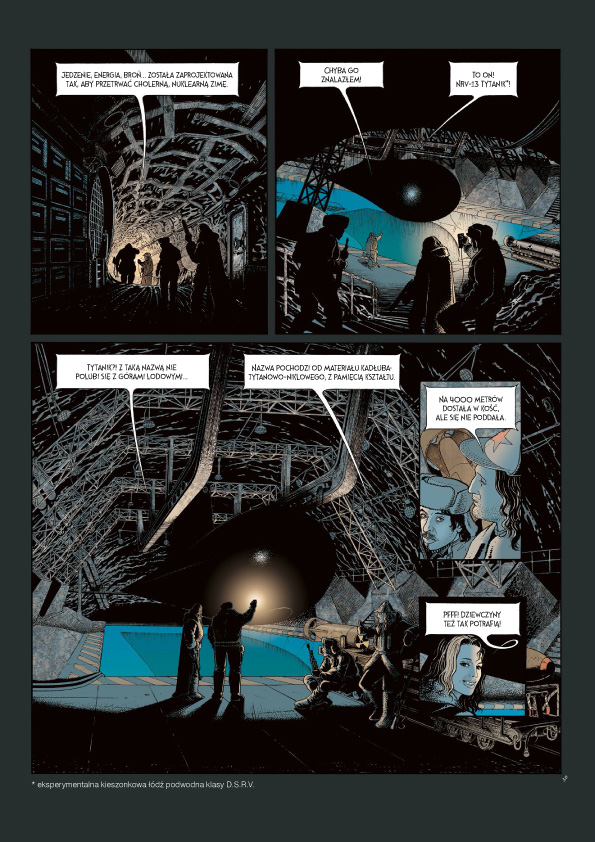 JEDZENIE, ENERGIA, BROŃ... ZOSTAŁA ZAPROJEKTOWANA
TAK, ABY PRZETRWAĆ CHOLERNĄ, NUKLEARNĄ ZIMĘ.
CHYBA GO
ZNALAZŁEM!
TO ON!
NRV-13 TYTANIK*!
TYTANIK?! Z TAKĄ NAZWĄ NIE
POLUBI SIĘ Z GÓRAMI LODOWYMI...
NAZWA POCHODZI OD MATERIAŁU KADŁUBA:
TYTANOWO-NIKLOWEGO, Z PAMIĘCIĄ KSZTAŁTU.
NA 4000 METRÓW
DOSTAŁA W KOŚĆ,
ALE SIĘ NIE PODDAŁA.
PFFF! DZIEWCZYNY
TEŻ TAK POTRAFIĄ!
* eksperymentalna kieszonkowa łódź podwodna klasy D.S.R.V.